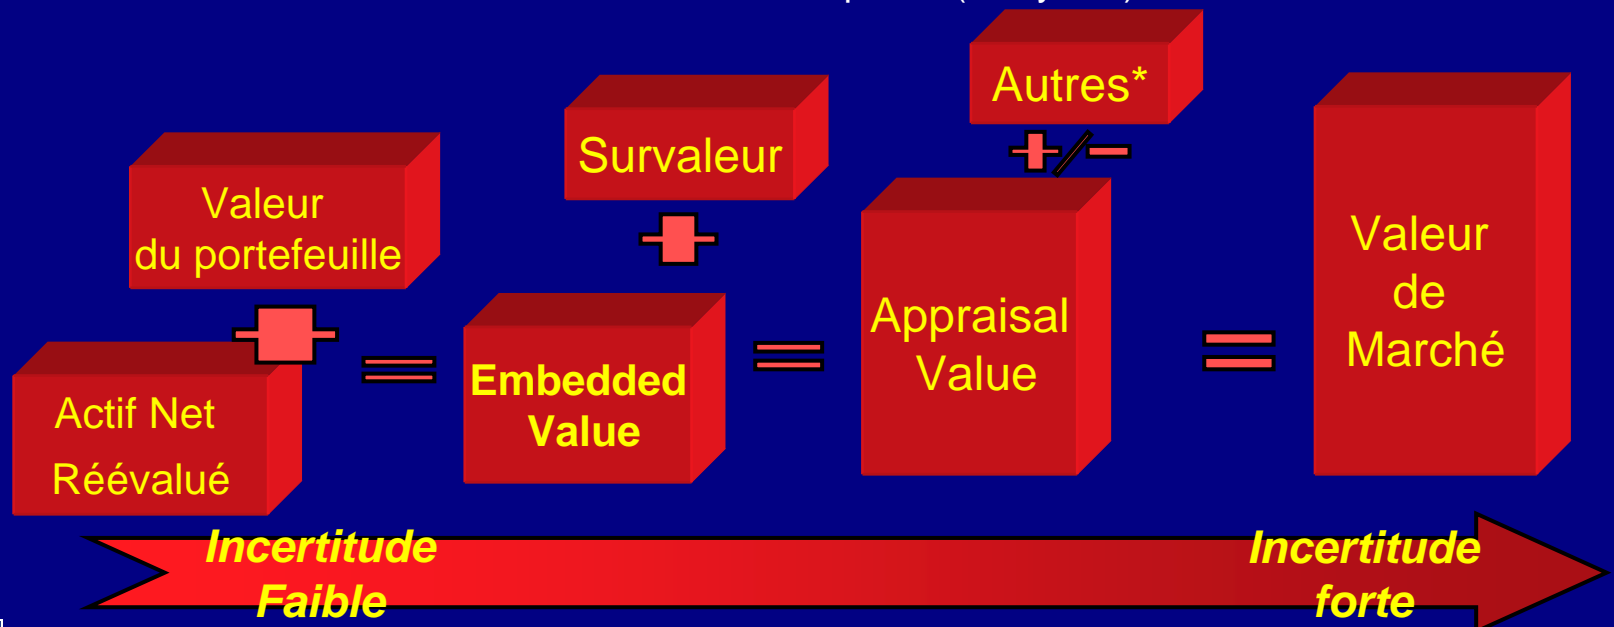 Autres*
Survaleur
Valeur
du portefeuille
Valeur
de
Marché
Appraisal
Value
Embedded
Value
Actif Net
Réévalué
Incertitude
Faible
Incertitude
forte